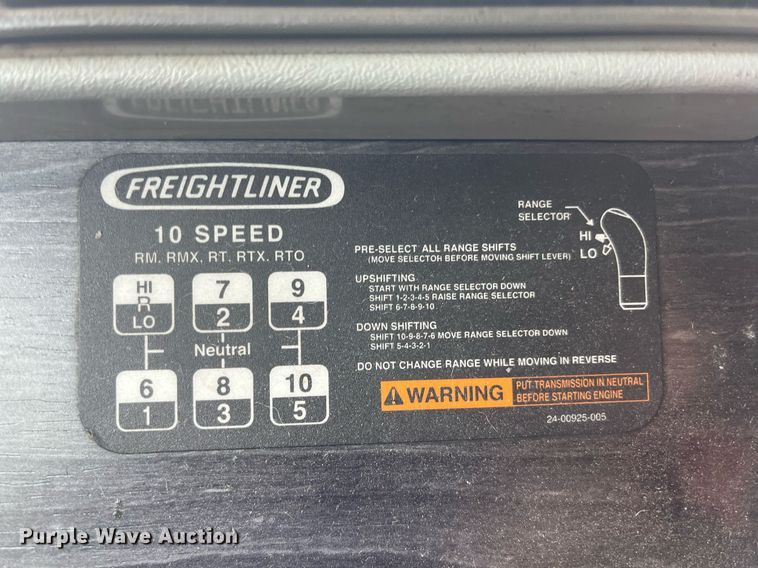 FREIGHTLINER
10 SPEED
RM, RMX, RT, RTX, RTO
HI
R
LO
7
2
9
4
Neutral
6
1
8
3
10
5
RANGE
SELECTOR
HI
LO
PRE-SELECT ALL RANGE SHIFTS
(MOVE SELECTOR BEFORE MOVING SHIFT LEVER)
UPSHIFTING
START WITH RANGE SELECTOR DOWN
SHIFT 1-2-3-4-5 RAISE RANGE SELECTOR
SHIFT 6-7-8-9-10
DOWN SHIFTING
SHIFT 10-9-8-7-6 MOVE RANGE SELECTOR DOWN
SHIFT 5-4-3-2-1
DO NOT CHANGE RANGE WHILE MOVING IN REVERSE
WARNING
PUT TRANSMISSION IN NEUTRAL
BEFORE STARTING ENGINE
24-00925-005
Purple Wave Auction